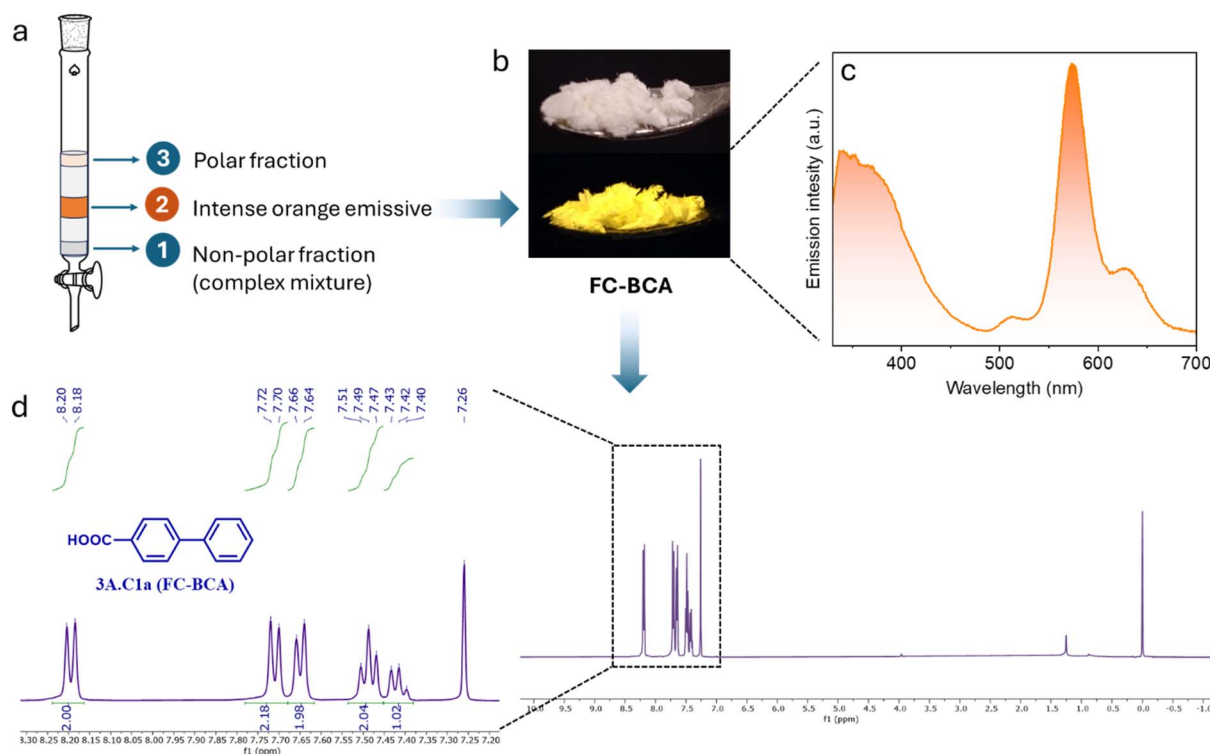 a
3 Polar fraction
2 Intense orange emissive
1 Non-polar fraction
(complex mixture)
b
FC-BCA
c
Emission intesity (a.u.)
400 500 600 700
Wavelength (nm)
d
8.20
8.18
7.72
7.70
7.66
7.64
7.51
7.49
7.47
7.43
7.42
7.40
7.26
HOOC
3A.C1a (FC-BCA)
2.00
2.18
1.98
2.04
1.02
3.30 8.25 8.20 8.15 8.10 8.05 8.00 7.95 7.90 7.85 7.80 7.75 7.70 7.65 7.60 7.55 7.50 7.45 7.40 7.35 7.30 7.25 7.20
f1 (ppm)
10.0 9.5 9.0 8.5 8.0 7.5 7.0 6.5 6.0 5.5 5.0 4.5 4.0 3.5 3.0 2.5 2.0 1.5 1.0 0.5 0.0 -0.5 -1.0
f1 (ppm)